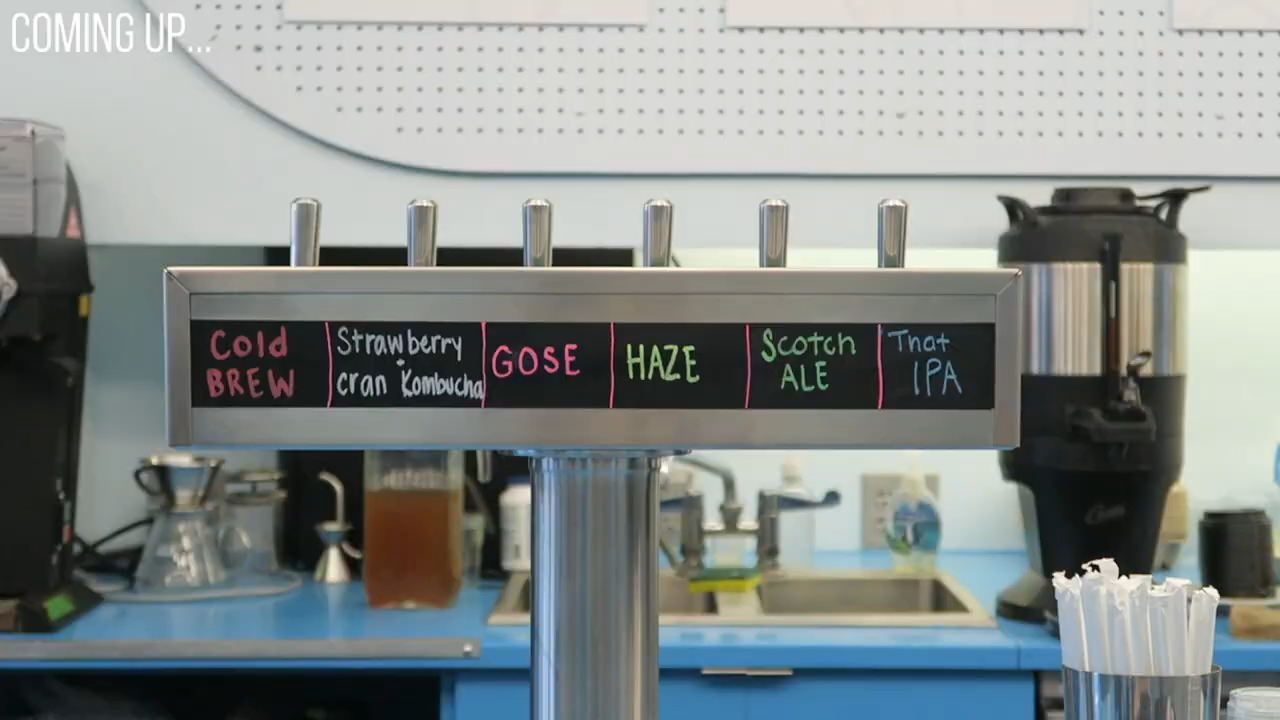 COMING UP...
Cold
BREW
Strawberry
+
cran Kombucha
GOSE
HAZE
Scotch
ALE
That
IPA